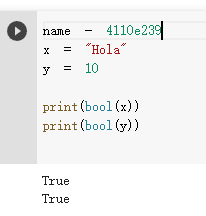 name = 4110e239
x = "Hola"
y = 10
print(bool(x))
print(bool(y))
True
True